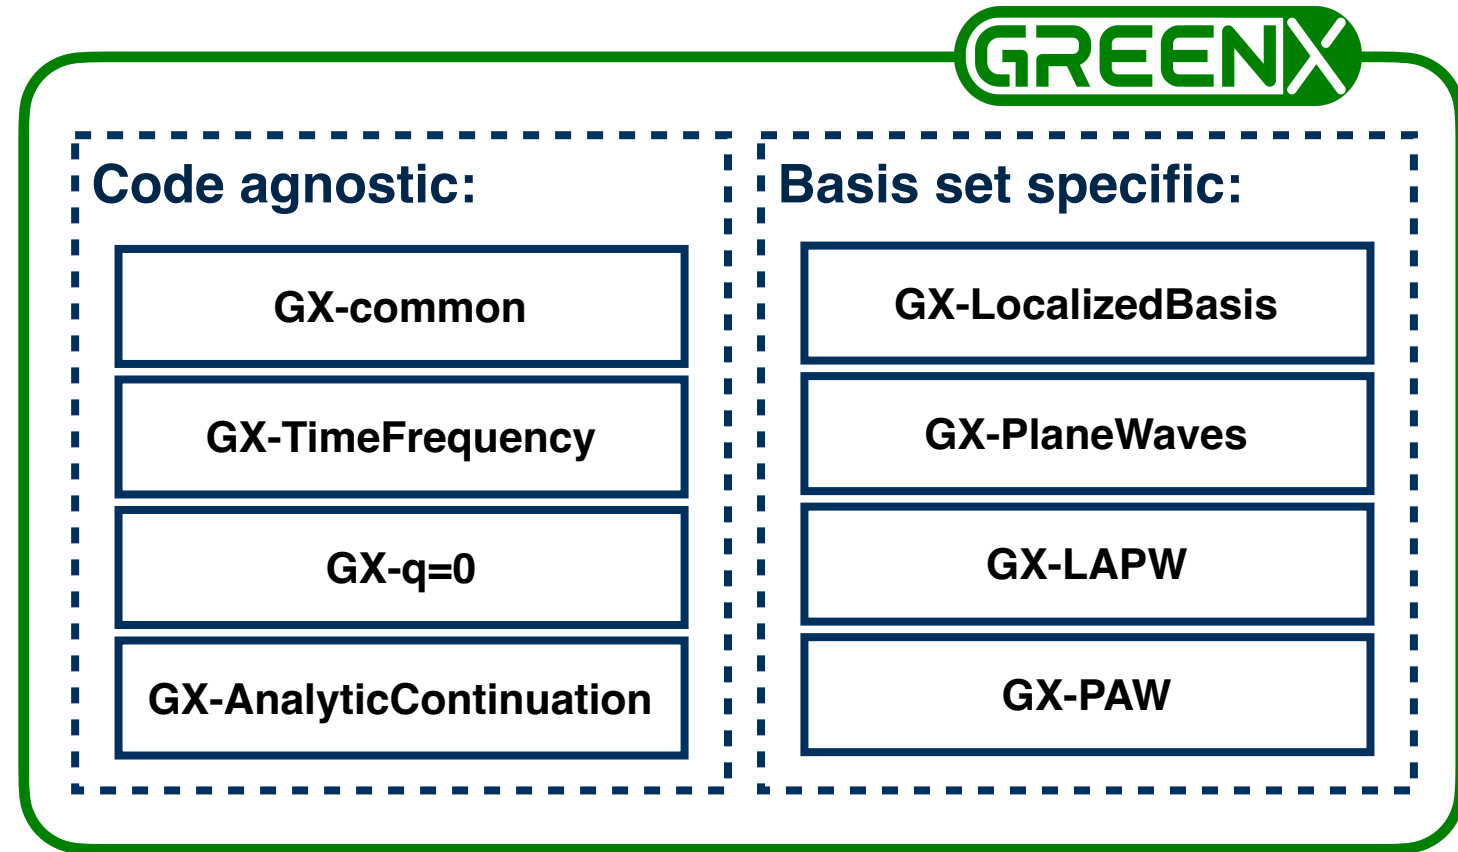 GREENX
Code agnostic:
GX-common
GX-TimeFrequency
GX-q=0
GX-AnalyticContinuation
Basis set specific:
GX-LocalizedBasis
GX-PlaneWaves
GX-LAPW
GX-PAW